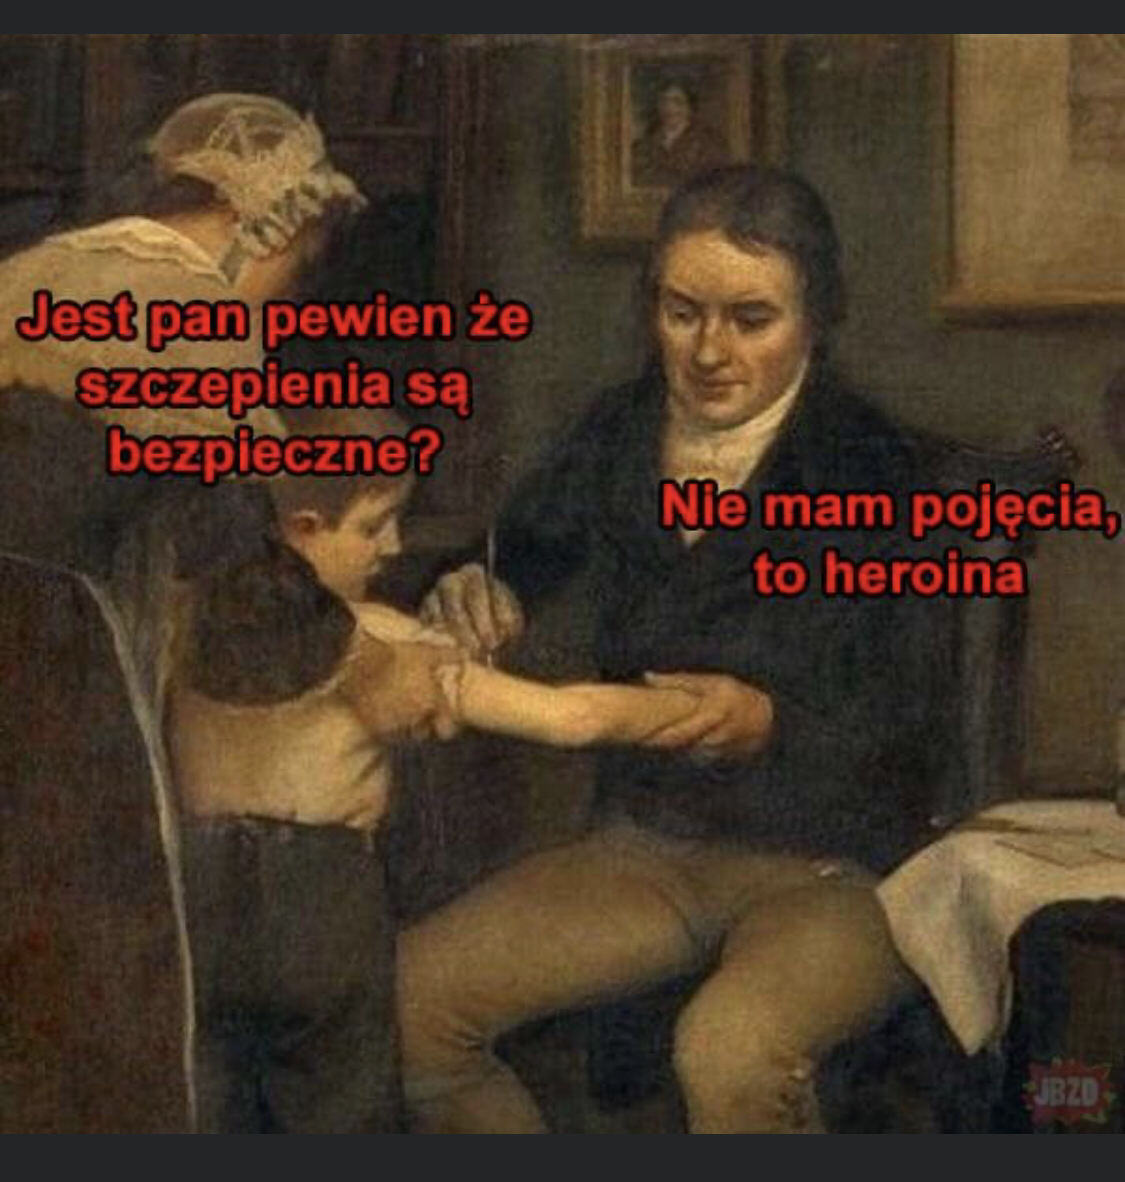 Jest pan pewien że
szczepienia są
bezpieczne?
Nie mam pojęcia,
to heroina
JBZD